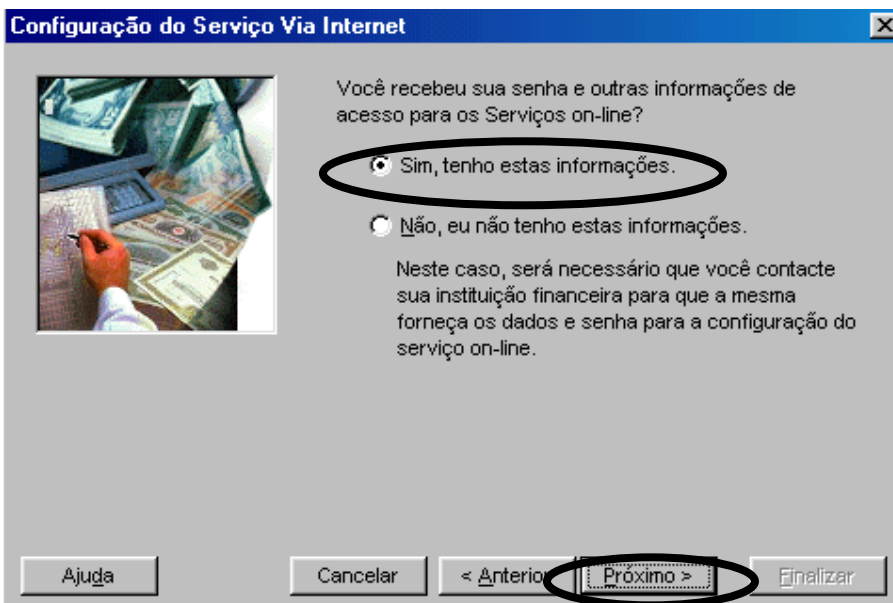 Configuração do Serviço Via Internet
Você recebeu sua senha e outras informações de
acesso para os Serviços on-line?
Sim, tenho estas informações.
Não, eu não tenho estas informações.
Neste caso, será necessário que você contacte
sua instituição financeira para que a mesma
forneça os dados e senha para a configuração do
serviço on-line.
Ajuda Cancelar < Anterior Próximo > Finalizar